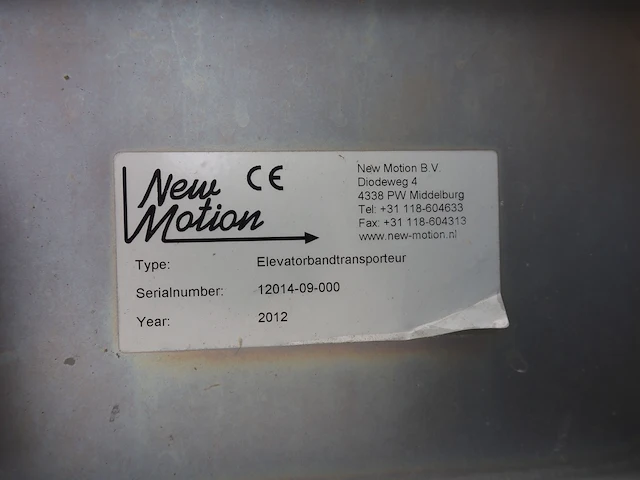 New Motion
CE
New Motion B.V.
Diodeweg 4
4338 PW Middelburg
Tel: +31 118-604633
Fax: +31 118-604313
www.new-motion.nl
Type: Elevatorbandtransporteur
Serialnumber: 12014-09-000
Year: 2012